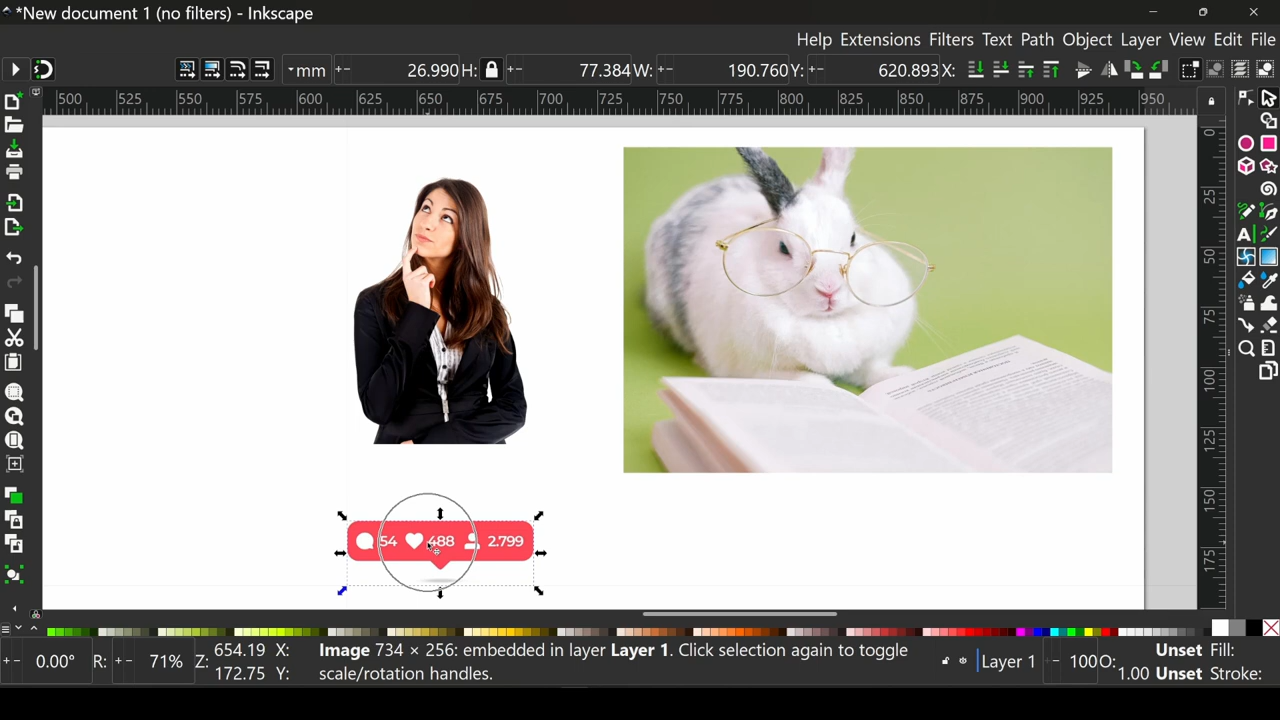 *New document 1 (no filters) - Inkscape
Help Extensions Filters Text Path Object Layer View Edit File
mm 26.990 H: 77.384 W: 190.760 Y: 620.893 X:
500 525 550 575 600 625 650 675 700 725 750 775 800 825 850 875 900 925 950
0
25
50
75
100
125
150
175
54 488 2.799
0.00° R: 71% Z: 654.19 X: Image 734 × 256: embedded in layer Layer 1. Click selection again to toggle Layer 1 100 O: Unset Fill:
172.75 Y: scale/rotation handles. 1.00 Unset Stroke: